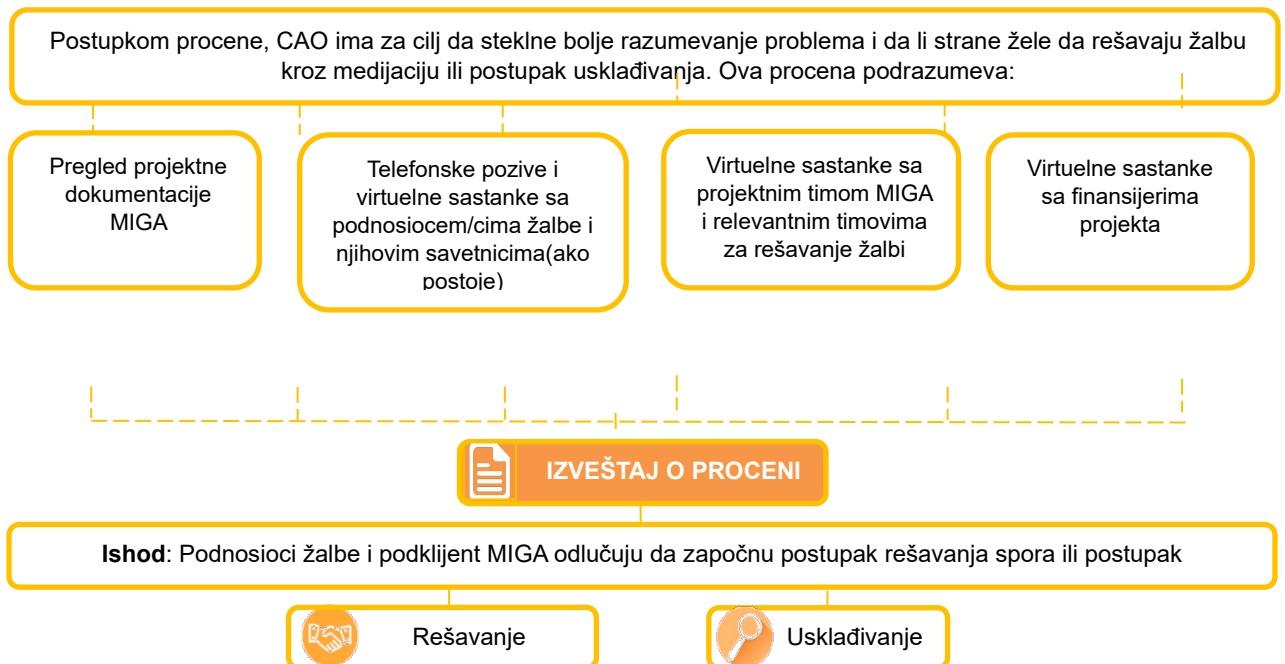 Postupkom procene, CAO ima za cilj da steklne bolje razumevanje problema i da li strane žele da rešavaju žalbu
kroz medijaciju ili postupak usklađivanja. Ova procena podrazumeva:
Pregled projektne
dokumentacije
MIGA
Telefonske pozive i
virtuelne sastanke sa
podnosiocem/cima žalbe i
njihovim savetnicima(ako
postoje)
Virtuelne sastanke sa
projektnim timom MIGA
i relevantnim timovima
za rešavanje žalbi
Virtuelne sastanke
sa finansijerima
projekta
IZVEŠTAJ O PROCENI
Ishod: Podnosioci žalbe i podklijent MIGA odlučuju da započnu postupak rešavanja spora ili postupak
Rešavanje
Usklađivanje